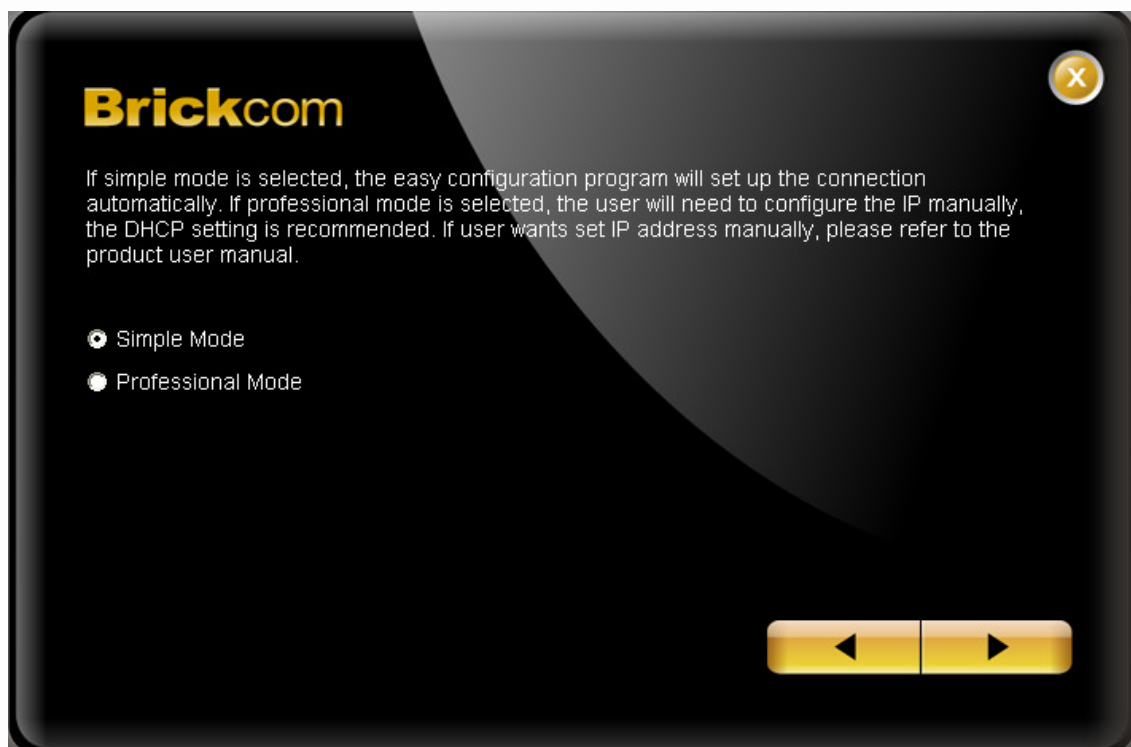 Brickcom
If simple mode is selected, the easy configuration program will set up the connection
automatically. If professional mode is selected, the user will need to configure the IP manually,
the DHCP setting is recommended. If user wants set IP address manually, please refer to the
product user manual.
Simple Mode
Professional Mode
X